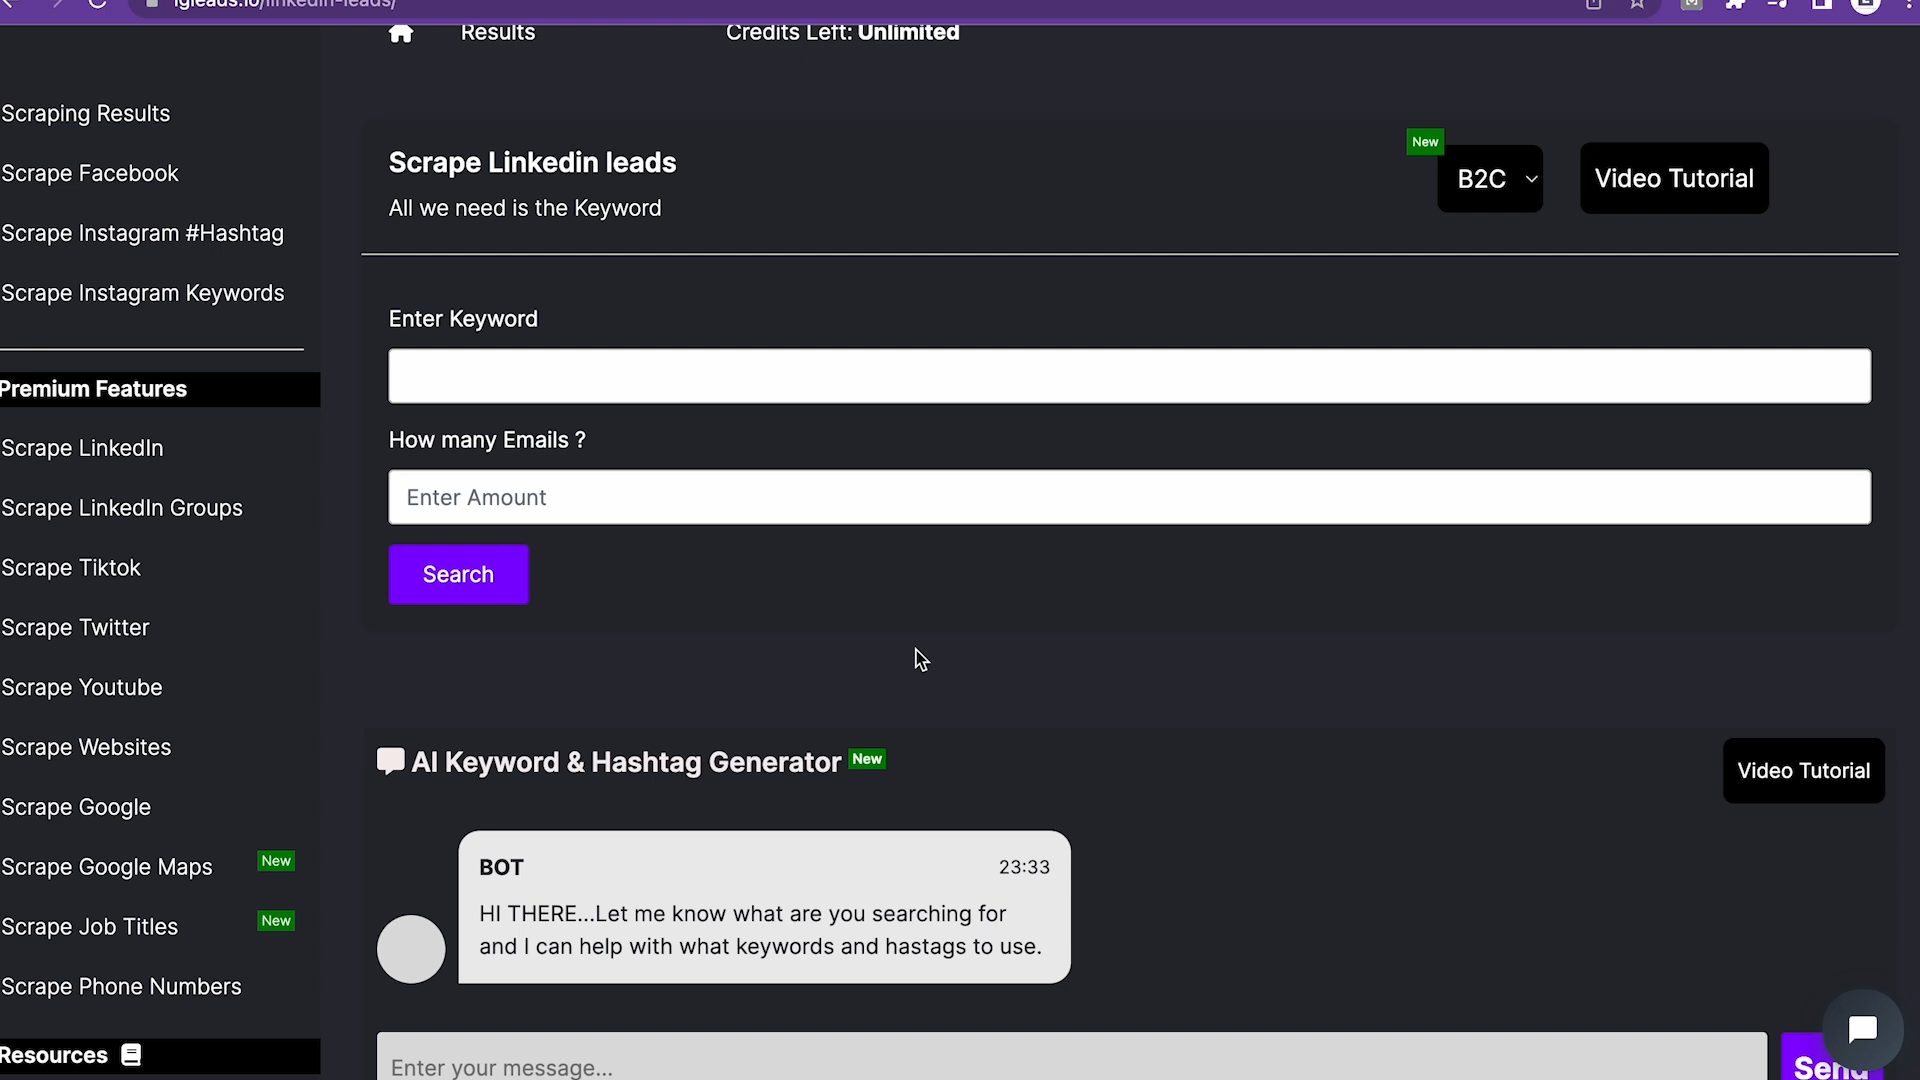 igleads.io/linkedin-leads/
Results
Credits Left: Unlimited
Scraping Results
Scrape Facebook
Scrape Instagram #Hashtag
Scrape Instagram Keywords
Premium Features
Scrape LinkedIn
Scrape LinkedIn Groups
Scrape Tiktok
Scrape Twitter
Scrape Youtube
Scrape Websites
Scrape Google
Scrape Google Maps New
Scrape Job Titles New
Scrape Phone Numbers
Resources
Scrape Linkedin leads
All we need is the Keyword
New
B2C
Video Tutorial
Enter Keyword
How many Emails ?
Enter Amount
Search
AI Keyword & Hashtag Generator New
Video Tutorial
BOT 23:33
HI THERE...Let me know what are you searching for
and I can help with what keywords and hastags to use.
Enter your message...
Send